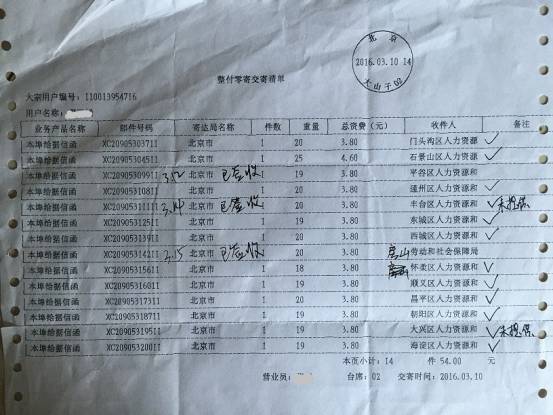 北京
2016.03.10 14
大山子02
整付零寄交寄清单
大宗用户编号: 110013954716
用户名称:
业务产品名称 邮件号码 寄达局名称 件数 重量 总资费(元) 收件人 备注
本埠给据信函 XC20905303711 北京市 1 20 3.80 门头沟区人力资源 ✓
本埠给据信函 XC20905304511 北京市 1 25 4.60 石景山区人力资源 ✓
本埠给据信函 XC20905309911 3.12 北京市 已签收 1 19 3.80 平谷区人力资源和
本埠给据信函 XC20905310811 北京市 1 20 3.80 通州区人力资源和 ✓
本埠给据信函 XC20905311111 3.14 北京市 已签收 1 20 3.80 丰台区人力资源和 ✓ 未担保
本埠给据信函 XC20905312511 北京市 1 19 3.80 东城区人力资源和 ✓
本埠给据信函 XC20905313911 北京市 1 20 3.80 西城区人力资源和 ✓
本埠给据信函 XC20905314211 3.15 北京市 已签收 1 20 3.80 房山 劳动和社会保障局
本埠给据信函 XC20905315611 北京市 1 18 3.80 怀柔区人力资源和 ✓
本埠给据信函 XC20905316011 北京市 1 19 3.80 顺义区人力资源和 ✓
本埠给据信函 XC20905317311 北京市 1 20 3.80 昌平区人力资源和 ✓
本埠给据信函 XC20905318711 北京市 1 19 3.80 朝阳区人力资源和 ✓
本埠给据信函 XC20905319511 北京市 1 19 3.80 大兴区人力资源和 ✓ 未担保
本埠给据信函 XC20905320011 北京市 1 19 3.80 海淀区人力资源和 ✓
本页小计: 14 件 54.00 元
营业员: 台席: 02 交寄时间: 2016.03.10